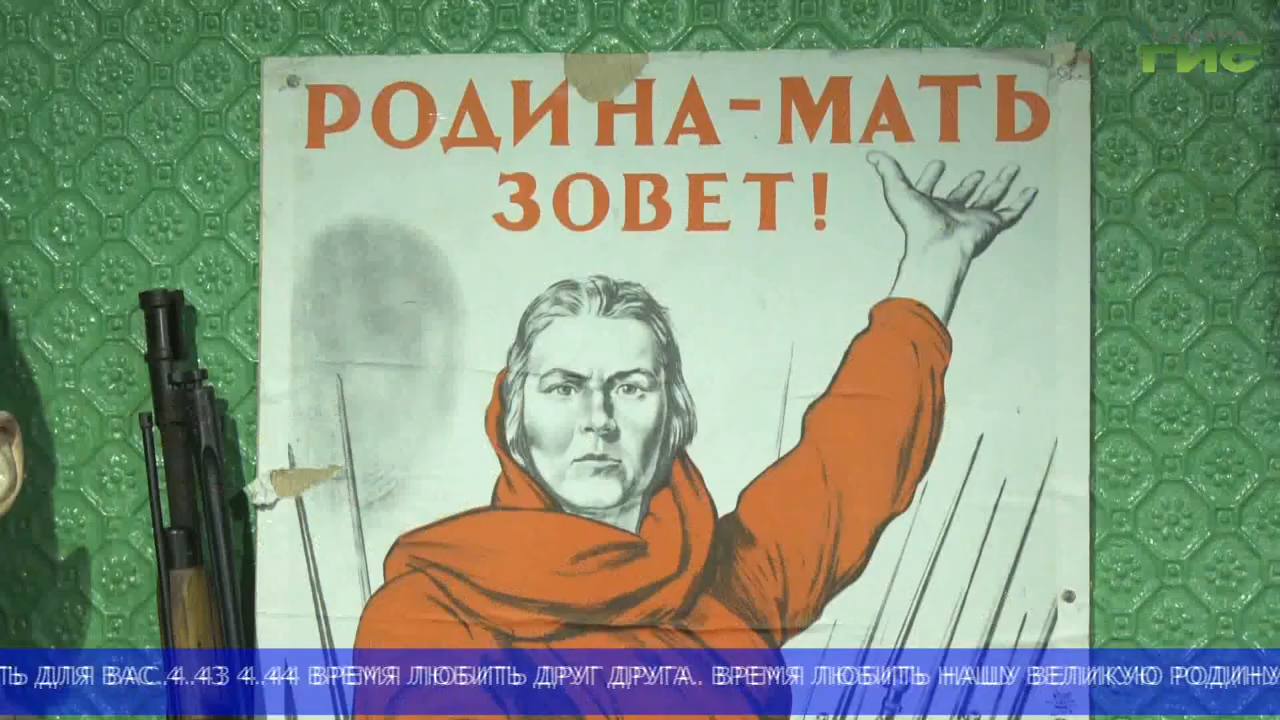 САМАРА
ГИС
РОДИНА-МАТЬ
ЗОВЕТ!
ТЬ ДЛЯ ВАС..4..43 4..44 ВРЕМЯ ЛЮБИТЬ ДРУГ ДРУГА.. ВРЕМЯ ЛЮБИТЬ НАШУ ВЕЛИКУЮ РОДИНУ